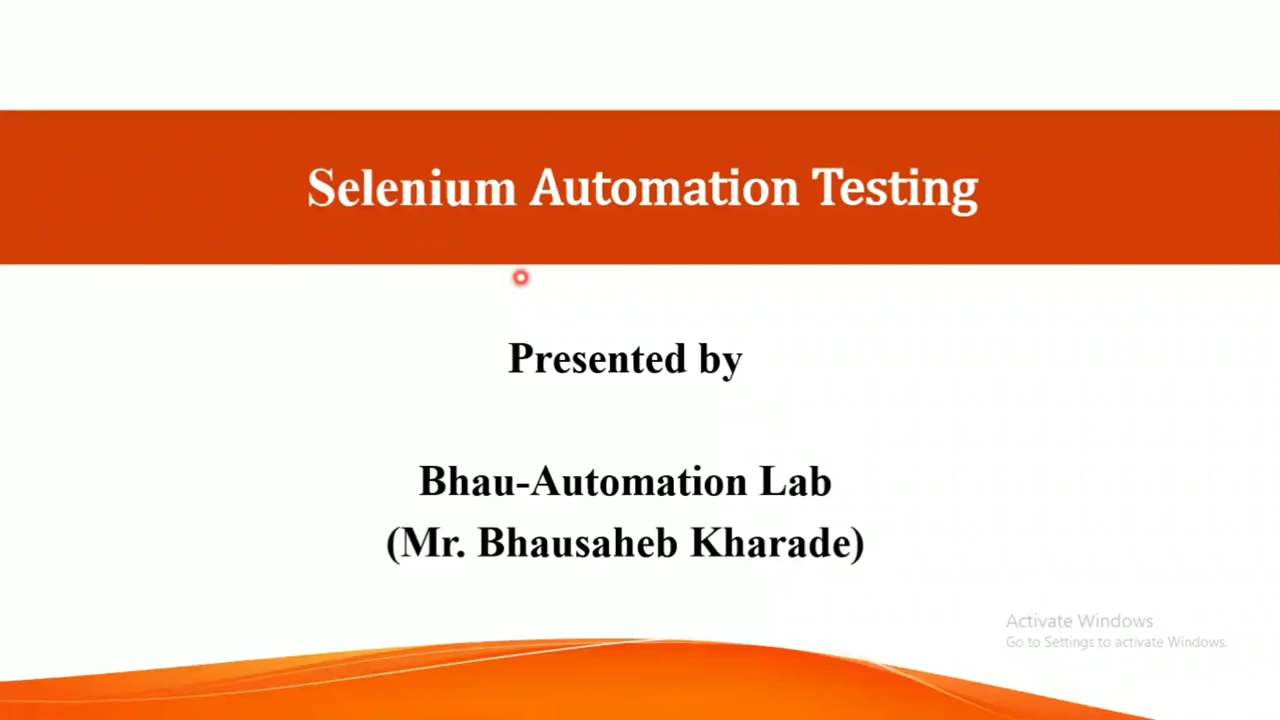 Selenium Automation Testing
Presented by
Bhau-Automation Lab
(Mr. Bhausaheb Kharade)
Activate Windows
Go to Settings to activate Windows.